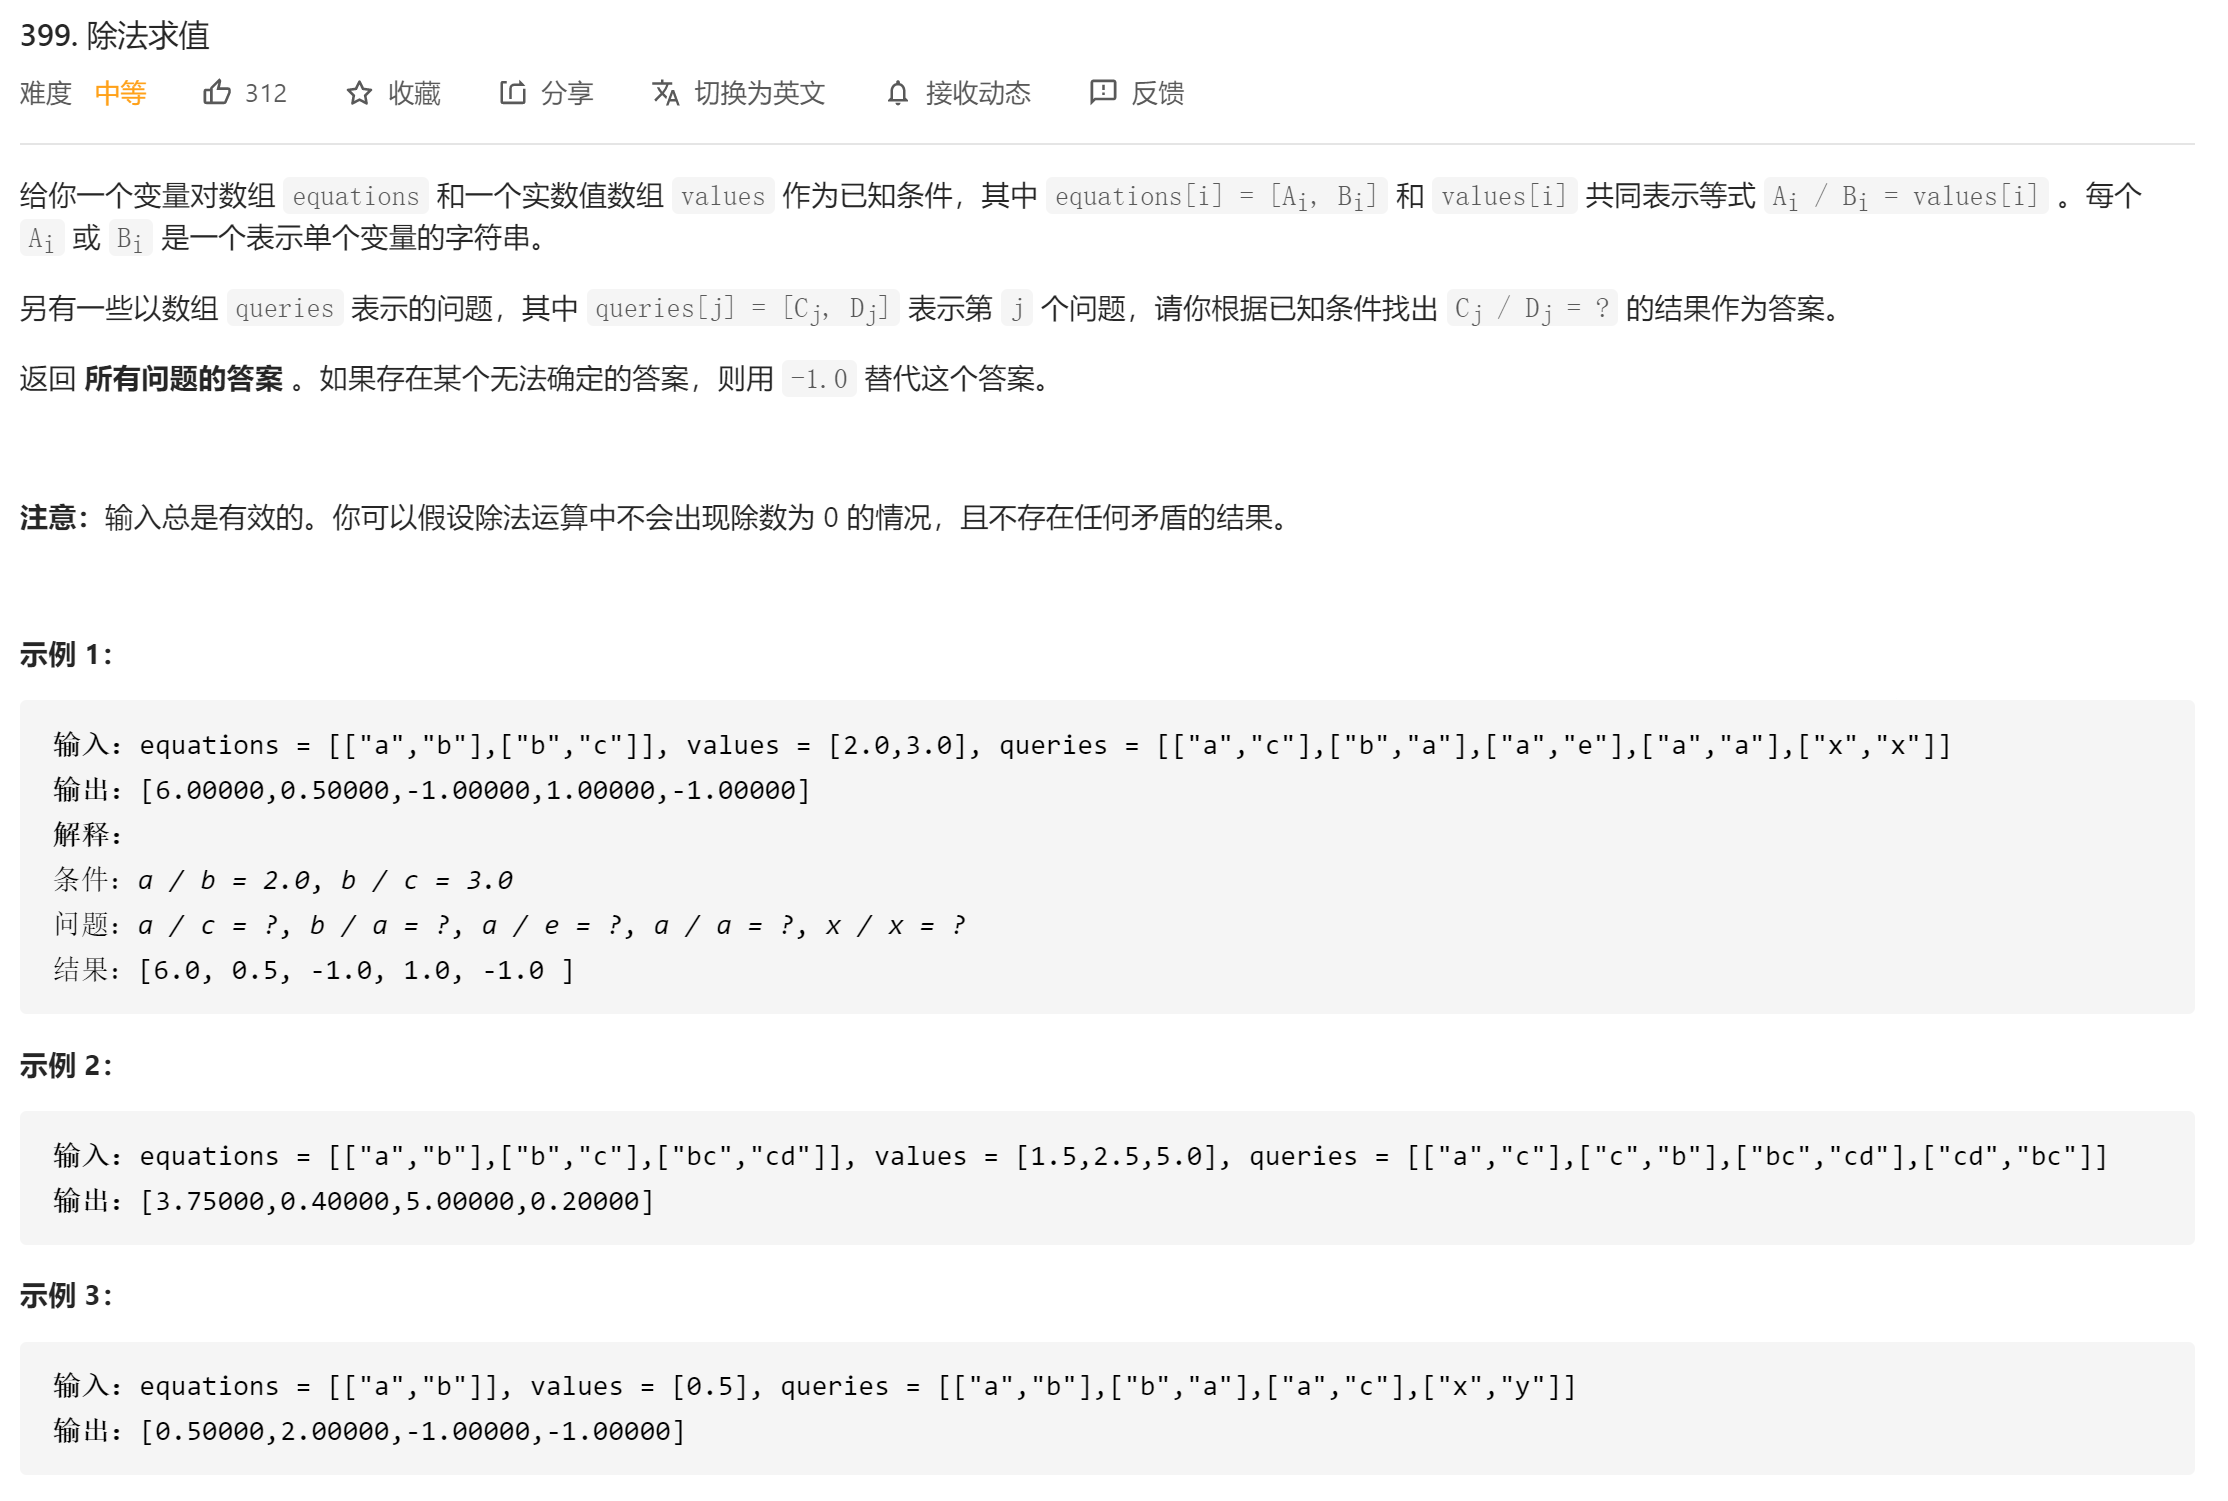 399. 除法求值
难度 中等 312 收藏 分享 切换为英文 接收动态 反馈
给你一个变量对数组 equations 和一个实数值数组 values 作为已知条件，其中 equations[i] = [Ai, Bi] 和 values[i] 共同表示等式 Ai / Bi = values[i] 。每个
Ai 或 Bi 是一个表示单个变量的字符串。
另有一些以数组 queries 表示的问题，其中 queries[j] = [Cj, Dj] 表示第 j 个问题，请你根据已知条件找出 Cj / Dj = ? 的结果作为答案。
返回 所有问题的答案 。如果存在某个无法确定的答案，则用 -1.0 替代这个答案。
注意：输入总是有效的。你可以假设除法运算中不会出现除数为 0 的情况，且不存在任何矛盾的结果。
示例 1：
输入：equations = [["a","b"],["b","c"]], values = [2.0,3.0], queries = [["a","c"],["b","a"],["a","e"],["a","a"],["x","x"]]
输出：[6.00000,0.50000,-1.00000,1.00000,-1.00000]
解释：
条件：a / b = 2.0, b / c = 3.0
问题：a / c = ?, b / a = ?, a / e = ?, a / a = ?, x / x = ?
结果：[6.0, 0.5, -1.0, 1.0, -1.0 ]
示例 2：
输入：equations = [["a","b"],["b","c"],["bc","cd"]], values = [1.5,2.5,5.0], queries = [["a","c"],["c","b"],["bc","cd"],["cd","bc"]]
输出：[3.75000,0.40000,5.00000,0.20000]
示例 3：
输入：equations = [["a","b"]], values = [0.5], queries = [["a","b"],["b","a"],["a","c"],["x","y"]]
输出：[0.50000,2.00000,-1.00000,-1.00000]